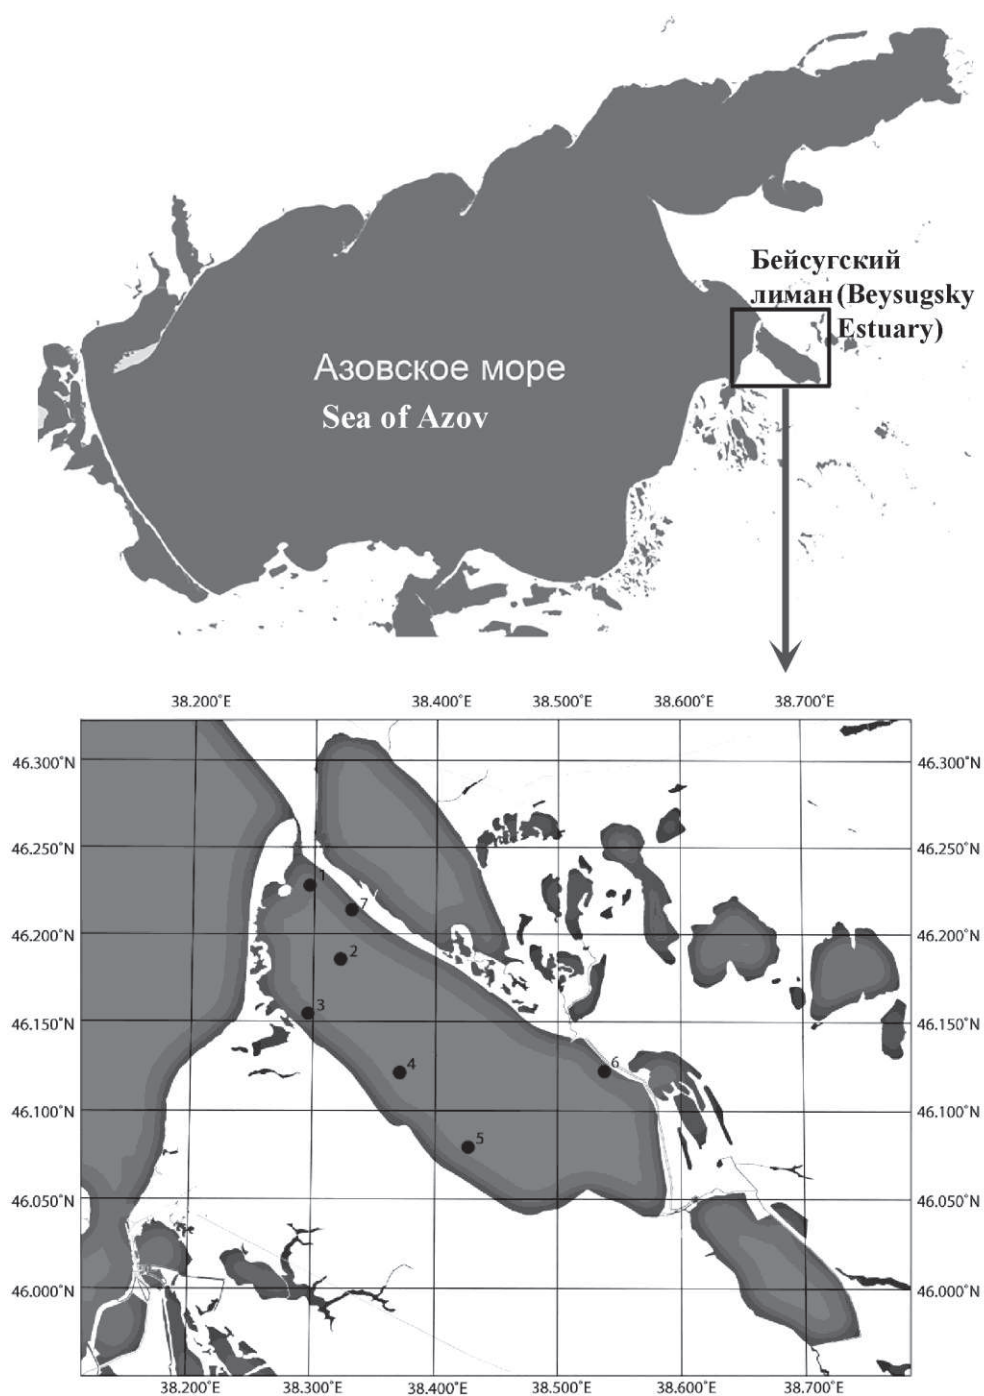 Бейсугский
лиман (Beysugsky
Estuary)
Азовское море
Sea of Azov
38.200°E 38.300°E 38.400°E 38.500°E 38.600°E 38.700°E
46.300°N 46.300°N
46.250°N 46.250°N
1
7
46.200°N 46.200°N
2
3
46.150°N 46.150°N
4 6
46.100°N 46.100°N
5
46.050°N 46.050°N
46.000°N 46.000°N
38.200°E 38.300°E 38.400°E 38.500°E 38.600°E 38.700°E